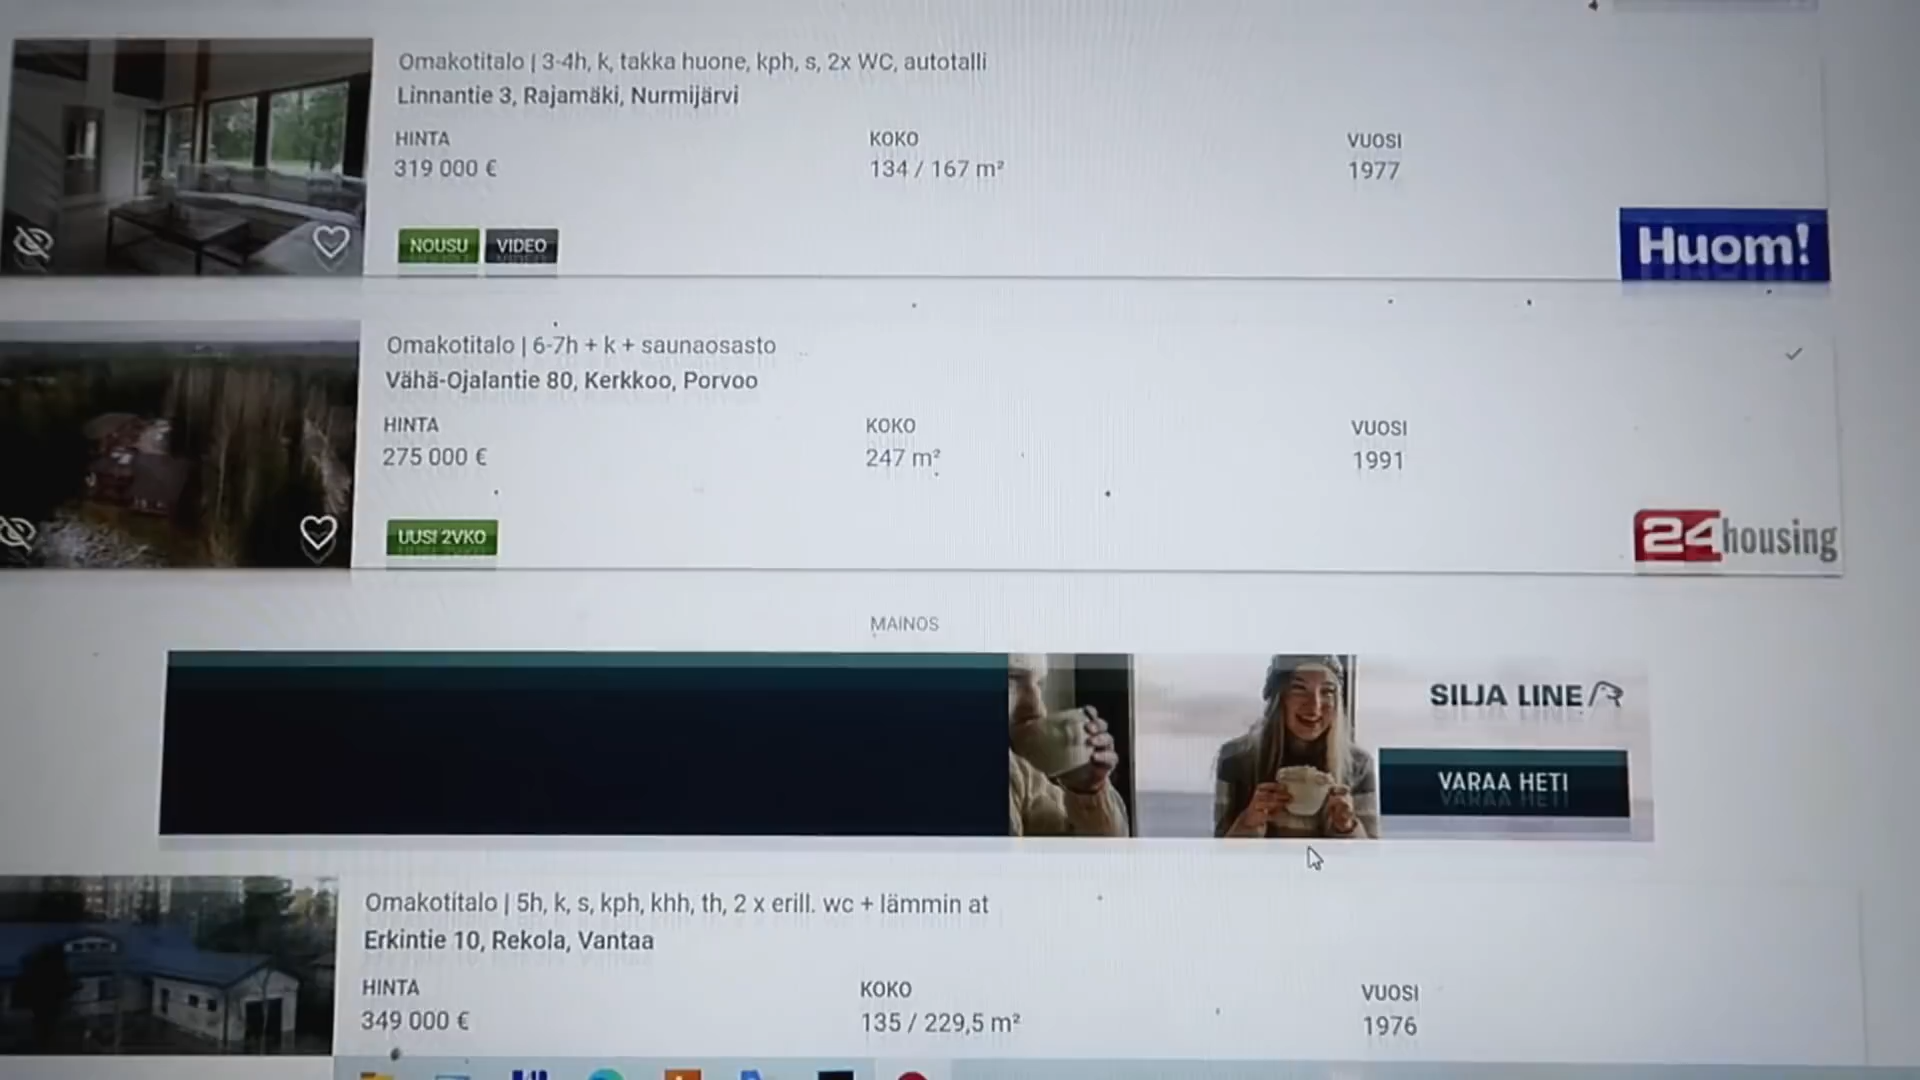 Omakotitalo | 3-4h, k, takka huone, kph, s, 2x WC, autotalli
Linnantie 3, Rajamäki, Nurmijärvi
HINTA KOKO VUOSI
319 000 € 134 / 167 m² 1977
NOUSU VIDEO
Huom!
Omakotitalo | 6-7h + k + saunaosasto
Vähä-Ojalantie 80, Kerkkoo, Porvoo
HINTA KOKO VUOSI
275 000 € 247 m² 1991
UUSI 2VKO
24housing
MAINOS
SILJA LINE
VARAA HETI
Omakotitalo | 5h, k, s, kph, khh, th, 2 x erill. wc + lämmin at
Erkintie 10, Rekola, Vantaa
HINTA KOKO VUOSI
349 000 € 135 / 229,5 m² 1976